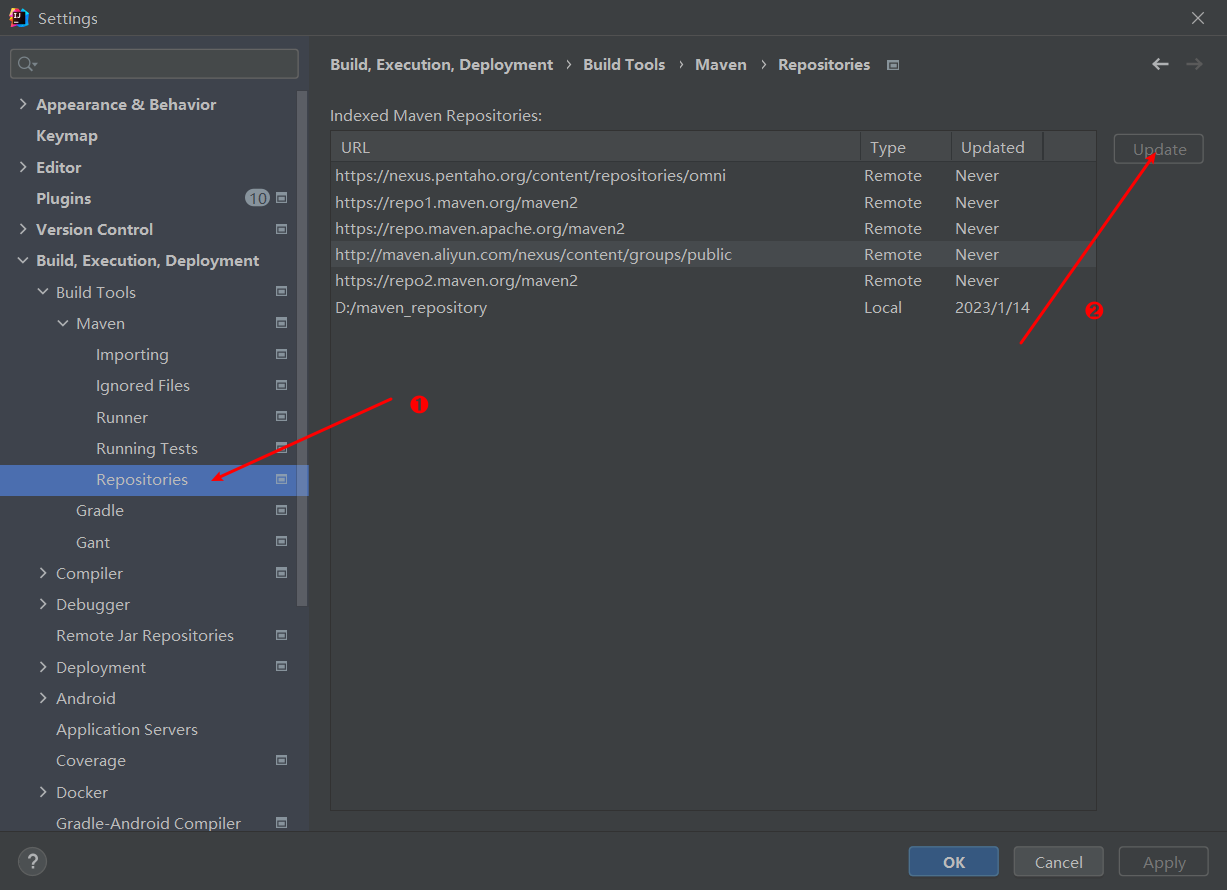 Settings
Build, Execution, Deployment › Build Tools › Maven › Repositories
Appearance & Behavior
Keymap
Editor
Plugins 10
Version Control
Build, Execution, Deployment
Build Tools
Maven
Importing
Ignored Files
Runner
Running Tests
Repositories
Gradle
Gant
Compiler
Debugger
Remote Jar Repositories
Deployment
Android
Application Servers
Coverage
Docker
Gradle-Android Compiler
Indexed Maven Repositories:
URL Type Updated
https://nexus.pentaho.org/content/repositories/omni Remote Never
https://repo1.maven.org/maven2 Remote Never
https://repo.maven.apache.org/maven2 Remote Never
http://maven.aliyun.com/nexus/content/groups/public Remote Never
https://repo2.maven.org/maven2 Remote Never
D:/maven_repository Local 2023/1/14
Update
❶
❷
?
OK Cancel Apply